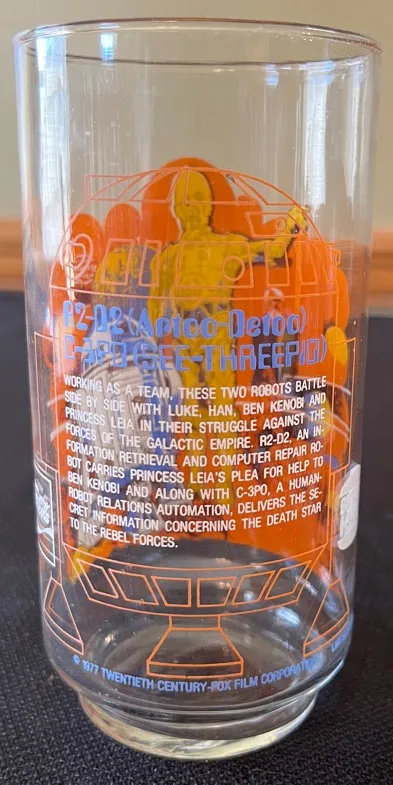 R2-D2 (Artoo-Detoo)
C-3PO (SEE-THREEPIO)
WORKING AS A TEAM, THESE TWO ROBOTS BATTLE
SIDE BY SIDE WITH LUKE, HAN, BEN KENOBI AND
PRINCESS LEIA IN THEIR STRUGGLE AGAINST THE
FORCES OF THE GALACTIC EMPIRE. R2-D2, AN IN-
FORMATION RETRIEVAL AND COMPUTER REPAIR RO-
BOT CARRIES PRINCESS LEIA'S PLEA FOR HELP TO
BEN KENOBI AND ALONG WITH C-3PO, A HUMAN-
ROBOT RELATIONS AUTOMATION, DELIVERS THE SE-
CRET INFORMATION CONCERNING THE DEATH STAR
TO THE REBEL FORCES.
© 1977 TWENTIETH CENTURY-FOX FILM CORPORATION